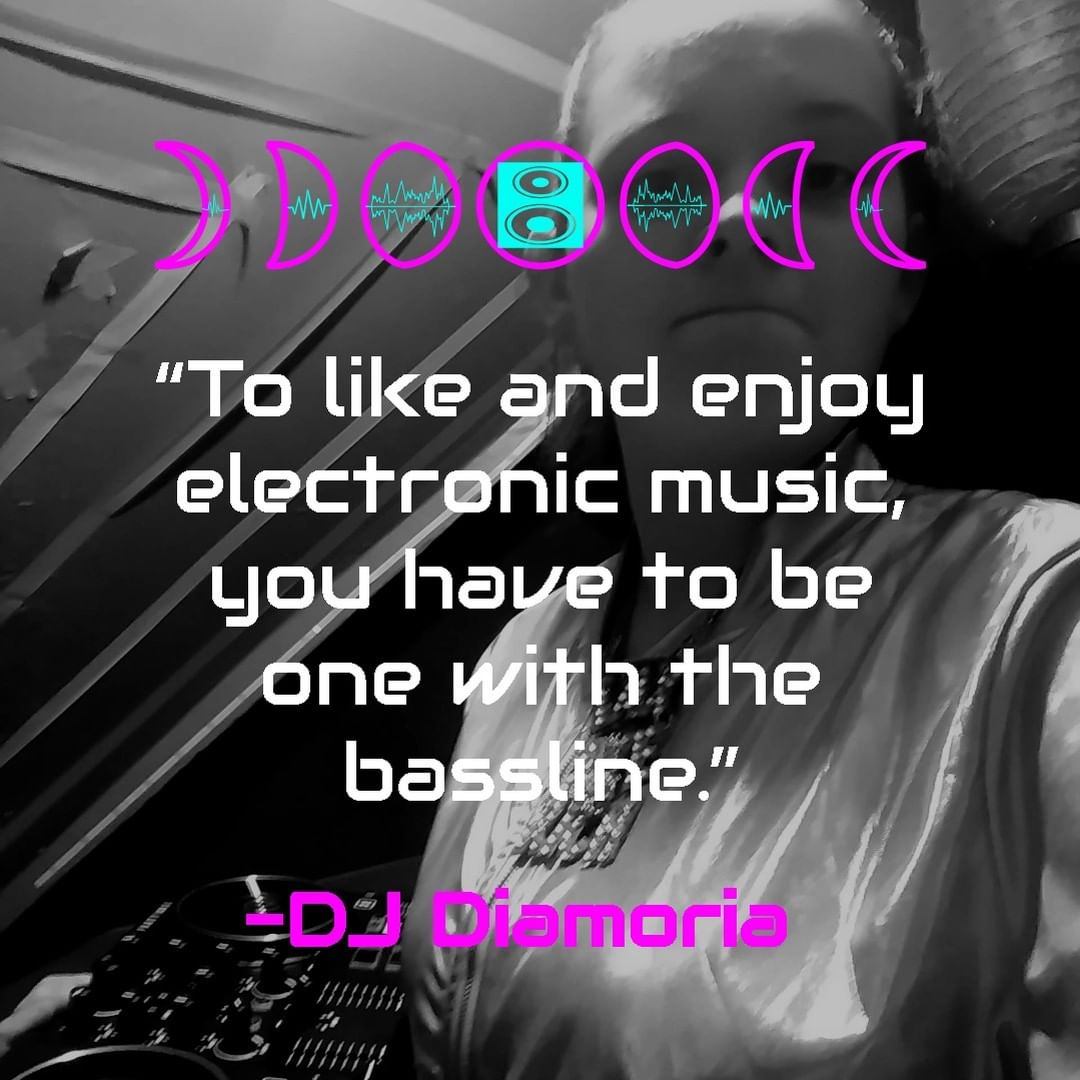 “To like and enjoy
electronic music,
you have to be
one with the
bassline.”
-DJ Diamoria